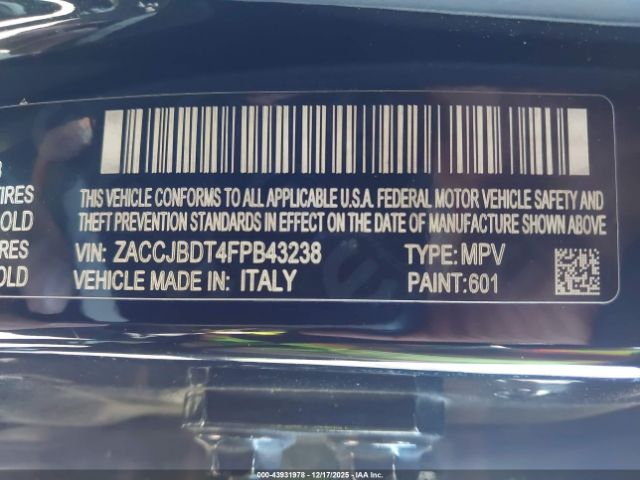 THIS VEHICLE CONFORMS TO ALL APPLICABLE U.S.A. FEDERAL MOTOR VEHICLE SAFETY AND
THEFT PREVENTION STANDARDS IN EFFECT ON THE DATE OF MANUFACTURE SHOWN ABOVE
VIN: ZACCJBDT4FPB43238 TYPE: MPV
VEHICLE MADE IN: ITALY PAINT:601
OLD
OLD
000-43931978 - 12/17/2025 - IAA Inc.